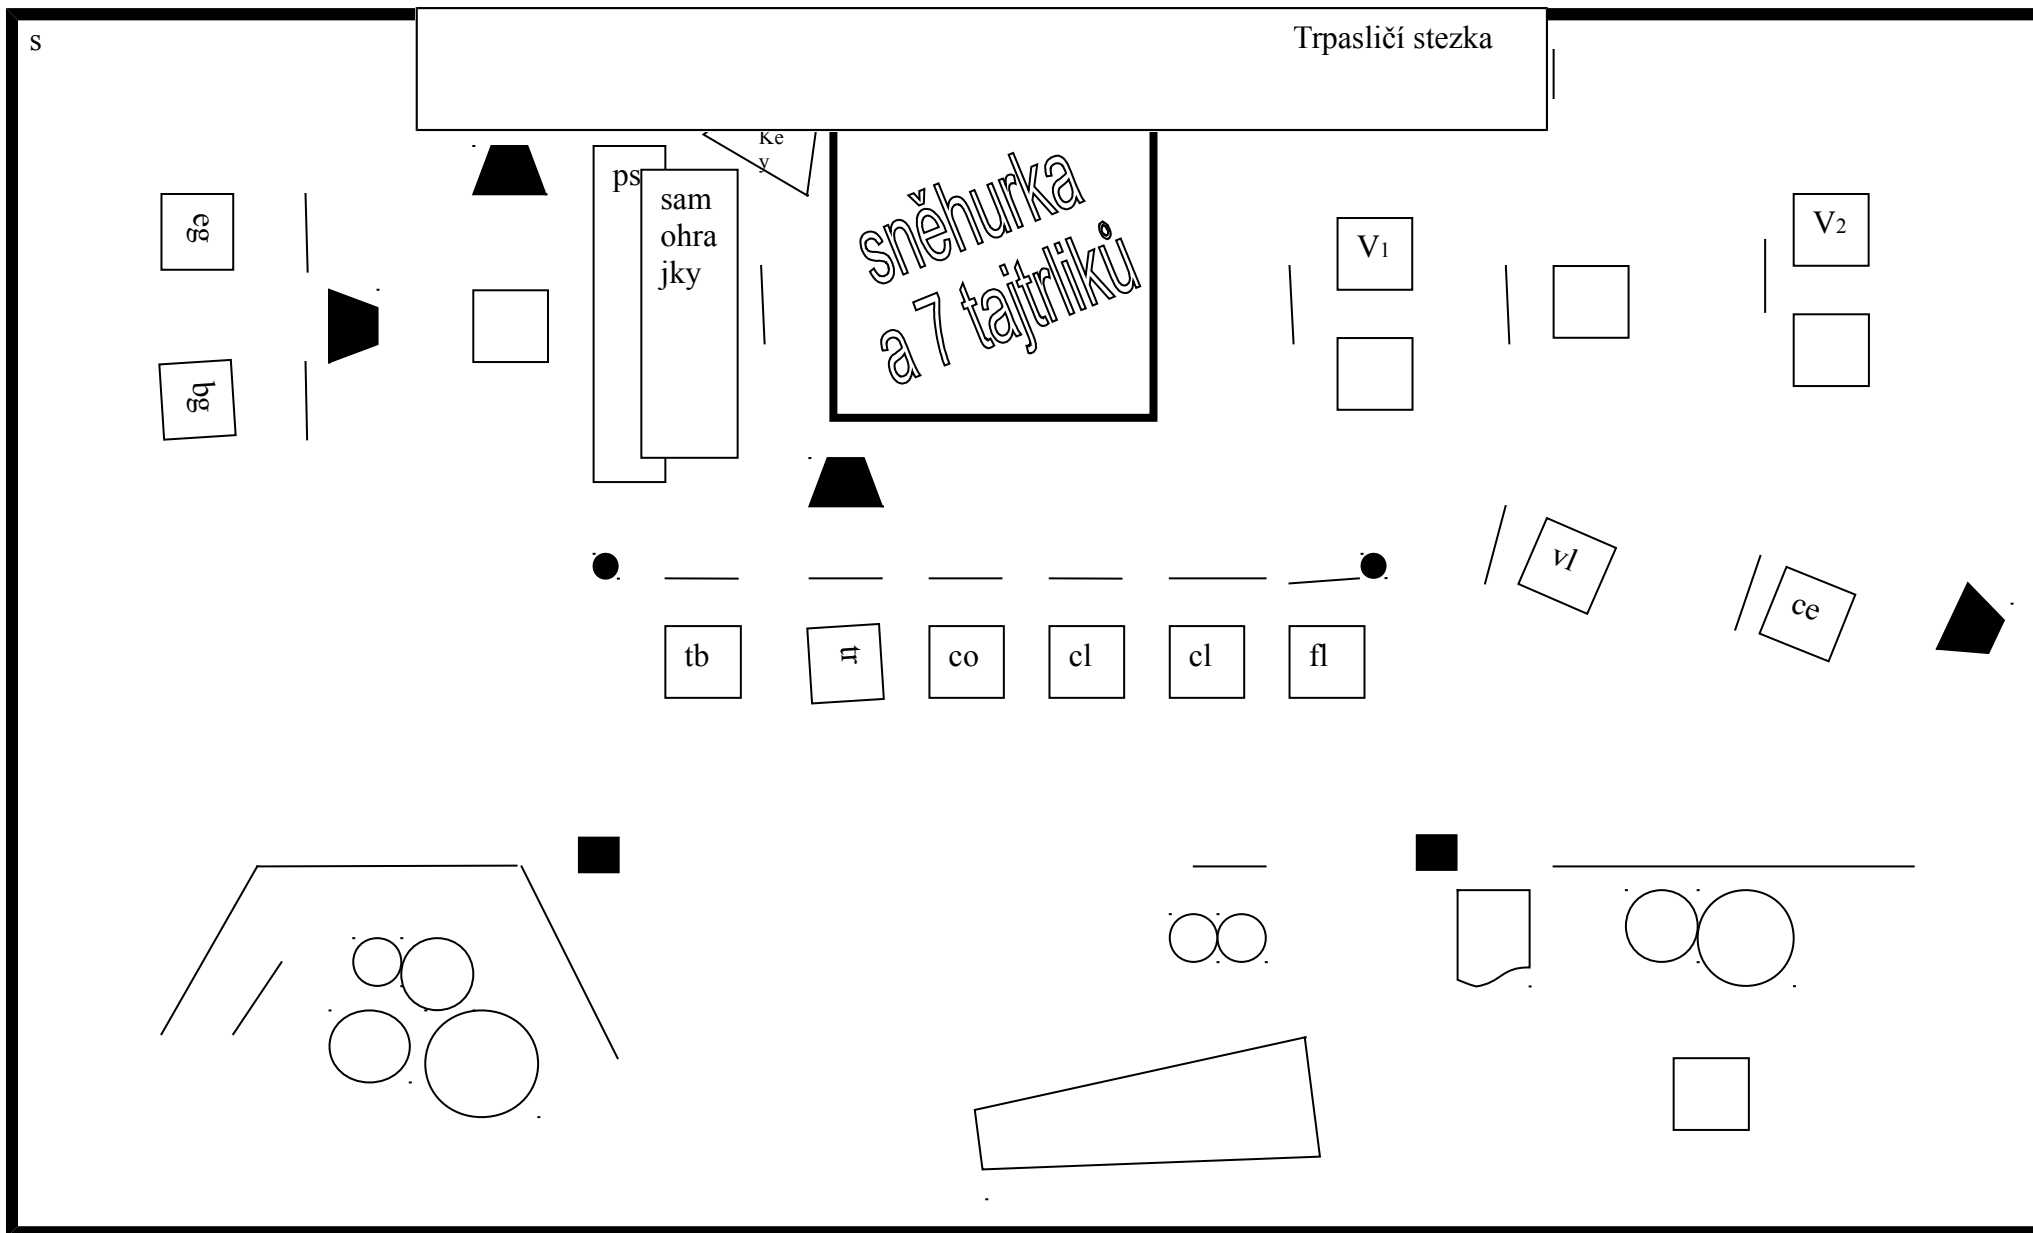 s
Trpasličí stezka
Ke
y
ps
sam
ohra
jky
sněhurka
a 7 tajtrlíků
eg
bg
V1
V2
vl
ce
tb
tr
co
cl
cl
fl